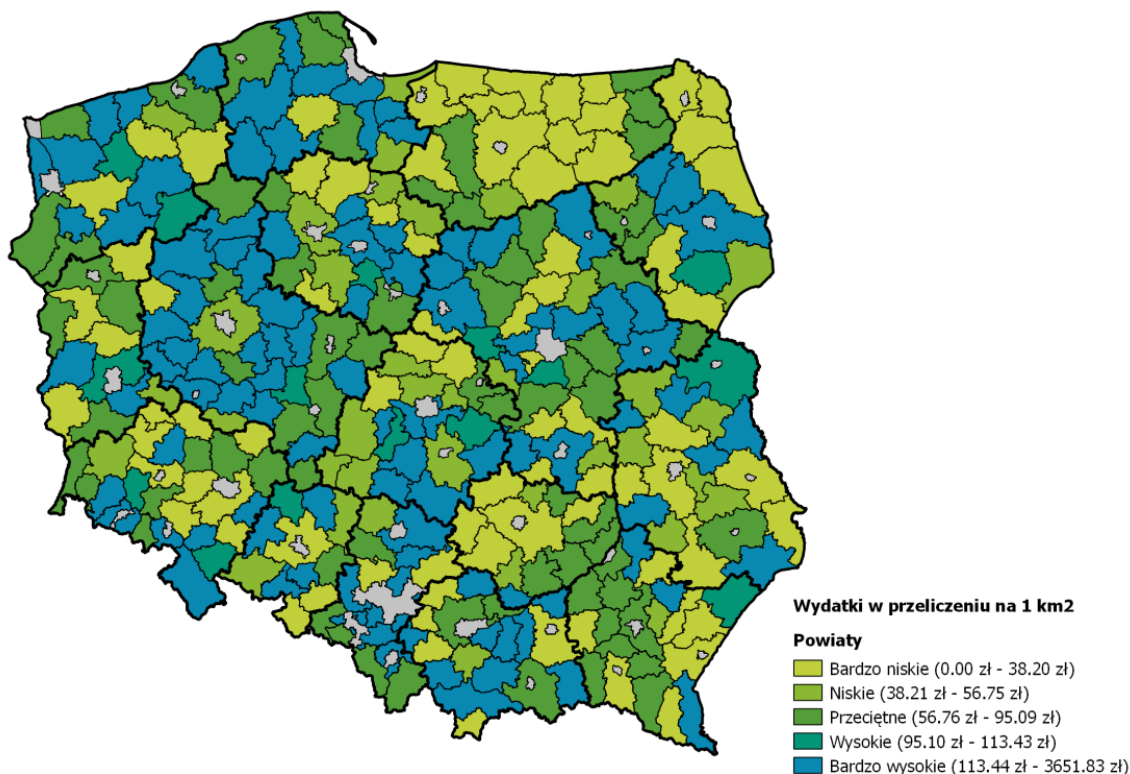 Wydatki w przeliczeniu na 1 km2
Powiaty
Bardzo niskie (0.00 zł - 38.20 zł)
Niskie (38.21 zł - 56.75 zł)
Przeciętne (56.76 zł - 95.09 zł)
Wysokie (95.10 zł - 113.43 zł)
Bardzo wysokie (113.44 zł - 3651.83 zł)